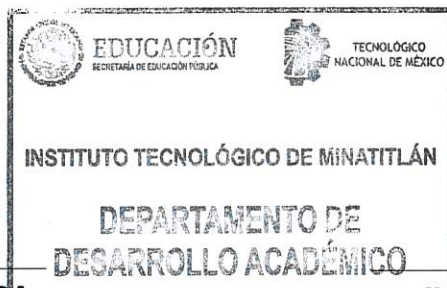 EDUCACIÓN
SECRETARÍA DE EDUCACIÓN PÚBLICA
TECNOLÓGICO
NACIONAL DE MÉXICO
INSTITUTO TECNOLÓGICO DE MINATITLÁN
DEPARTAMENTO DE
DESARROLLO ACADÉMICO